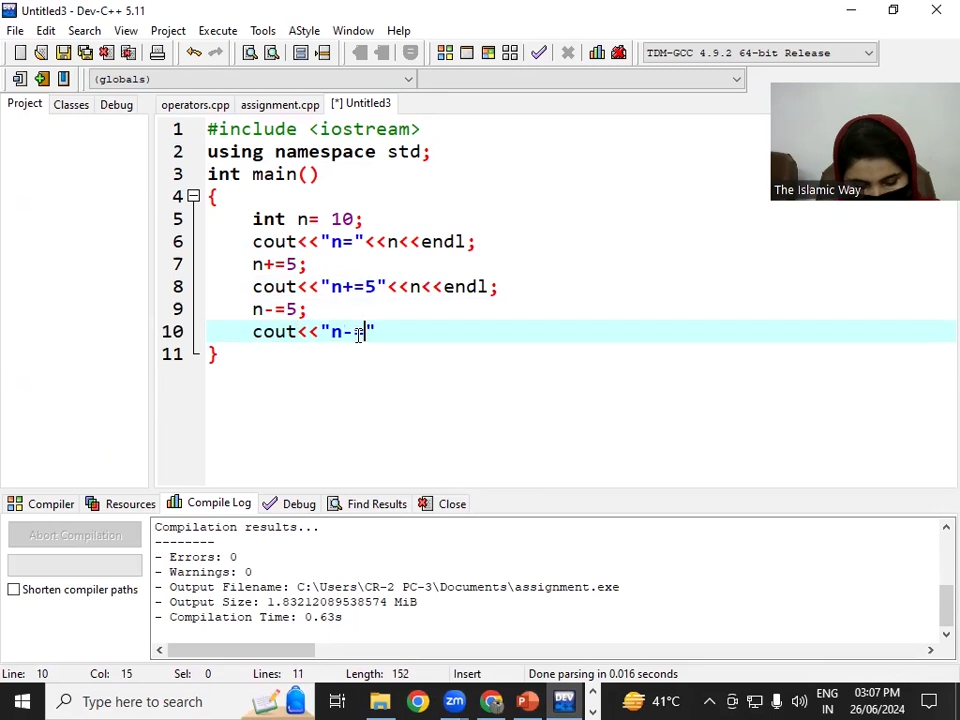 Untitled3 - Dev-C++ 5.11
File Edit Search View Project Execute Tools AStyle Window Help
TDM-GCC 4.9.2 64-bit Release
(globals)
Project Classes Debug operators.cpp assignment.cpp [*] Untitled3
1 #include <iostream>
2 using namespace std;
3 int main()
4 {
5 int n= 10;
6 cout<<"n="<<n<<endl;
7 n+=5;
8 cout<<"n+=5"<<n<<endl;
9 n-=5;
10 cout<<"n-="
11 }
The Islamic Way
Compiler Resources Compile Log Debug Find Results Close
Abort Compilation
Shorten compiler paths
Compilation results...
--------
- Errors: 0
- Warnings: 0
- Output Filename: C:\Users\CR-2 PC-3\Documents\assignment.exe
- Output Size: 1.83212089538574 MiB
- Compilation Time: 0.63s
Line: 10 Col: 15 Sel: 0 Lines: 11 Length: 152 Insert Done parsing in 0.016 seconds
Type here to search
zm
DEV
41°C
ENG
IN
03:07 PM
26/06/2024